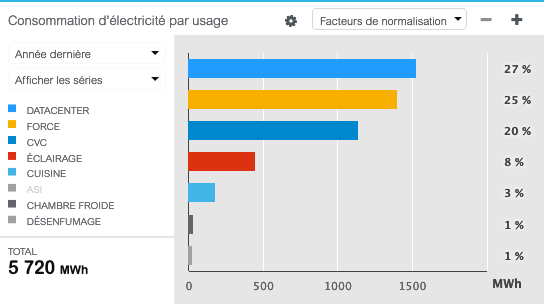 Consommation d'électricité par usage
Facteurs de normalisation
Année dernière
Afficher les séries
DATACENTER
FORCE
CVC
ÉCLAIRAGE
CUISINE
ASI
CHAMBRE FROIDE
DÉSENFUMAGE
TOTAL
5 720 MWh
27 %
25 %
20 %
8 %
3 %
1 %
1 %
0 500 1000 1500 MWh